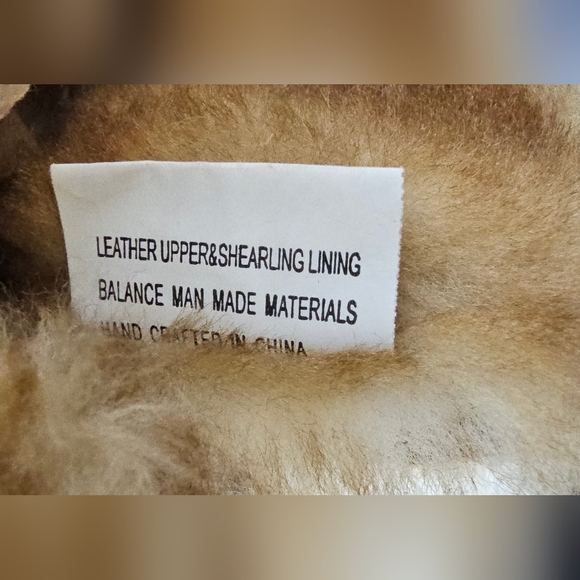 LEATHER UPPER&SHEARLING LINING
BALANCE MAN MADE MATERIALS
HAND CRAFTED IN CHINA